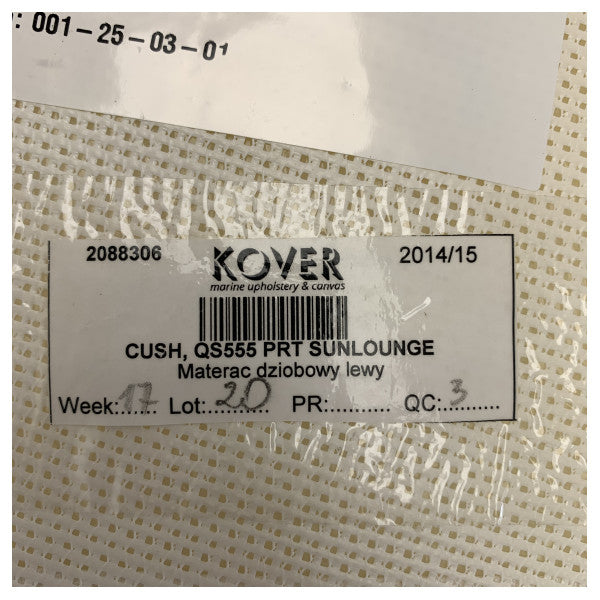 : 001-25-03-01
2088306 KOVER 2014/15
marine upholstery & canvas
CUSH, QS555 PRT SUNLOUNGE
Materac dziobowy lewy
Week:......17 Lot:....20...... PR:........... QC:..3........